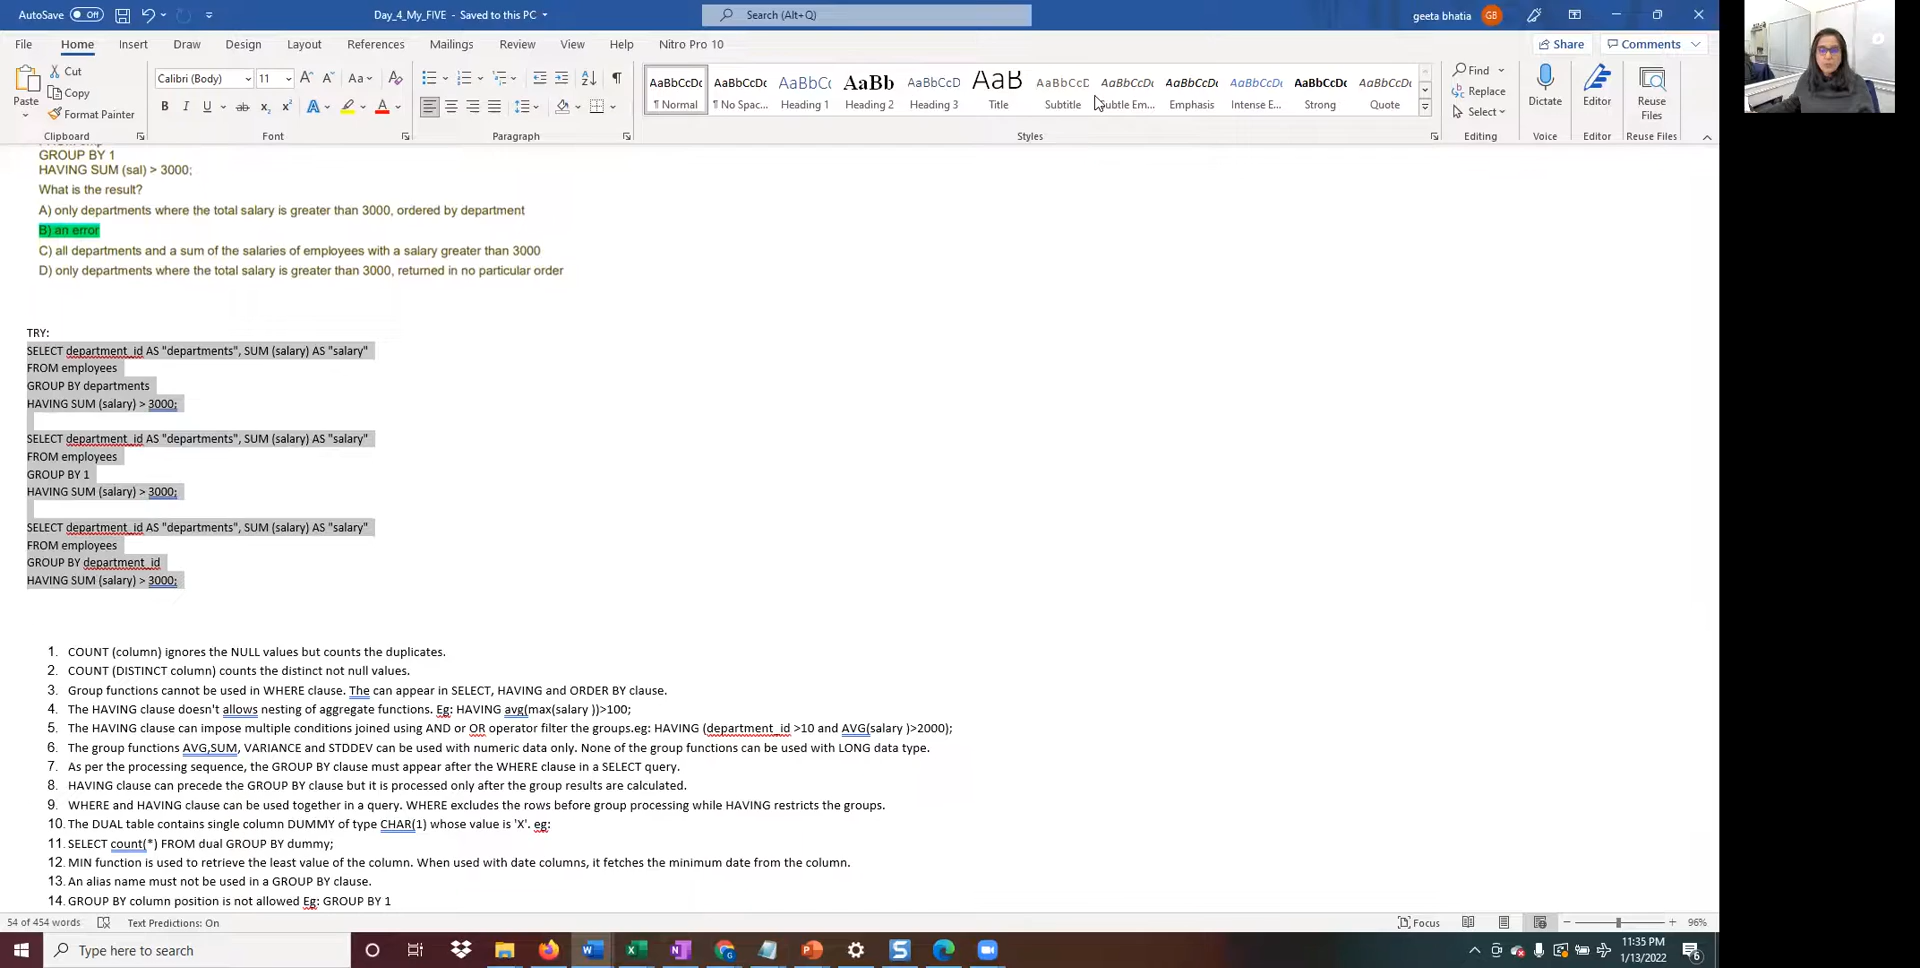 AutoSave Off
Day_4_My_FIVE - Saved to this PC
Search (Alt+Q)
geeta bhatia GB
File Home Insert Draw Design Layout References Mailings Review View Help Nitro Pro 10
Share Comments
Paste
Cut
Copy
Format Painter
Clipboard
Calibri (Body) 11
Font
Paragraph
AaBbCcDc AaBbCcDc AaBbCc AaBb AaBbCcD AaB AaBbCcD AaBbCcDc AaBbCcDc AaBbCcDc AaBbCcDc AaBbCcDc
¶ Normal ¶ No Spac... Heading 1 Heading 2 Heading 3 Title Subtitle Subtle Em... Emphasis Intense E... Strong Quote
Styles
Find
Replace
Select
Editing
Dictate
Voice
Editor
Editor
Reuse Files
Reuse Files
GROUP BY 1
HAVING SUM (sal) > 3000;
What is the result?
A) only departments where the total salary is greater than 3000, ordered by department
B) an error
C) all departments and a sum of the salaries of employees with a salary greater than 3000
D) only departments where the total salary is greater than 3000, returned in no particular order
TRY:
SELECT department_id AS "departments", SUM (salary) AS "salary"
FROM employees
GROUP BY departments
HAVING SUM (salary) > 3000;
SELECT department_id AS "departments", SUM (salary) AS "salary"
FROM employees
GROUP BY 1
HAVING SUM (salary) > 3000;
SELECT department_id AS "departments", SUM (salary) AS "salary"
FROM employees
GROUP BY department_id
HAVING SUM (salary) > 3000;
1. COUNT (column) ignores the NULL values but counts the duplicates.
2. COUNT (DISTINCT column) counts the distinct not null values.
3. Group functions cannot be used in WHERE clause. The can appear in SELECT, HAVING and ORDER BY clause.
4. The HAVING clause doesn't allows nesting of aggregate functions. Eg: HAVING avg(max(salary ))>100;
5. The HAVING clause can impose multiple conditions joined using AND or OR operator filter the groups.eg: HAVING (department_id >10 and AVG(salary )>2000);
6. The group functions AVG,SUM, VARIANCE and STDDEV can be used with numeric data only. None of the group functions can be used with LONG data type.
7. As per the processing sequence, the GROUP BY clause must appear after the WHERE clause in a SELECT query.
8. HAVING clause can precede the GROUP BY clause but it is processed only after the group results are calculated.
9. WHERE and HAVING clause can be used together in a query. WHERE excludes the rows before group processing while HAVING restricts the groups.
10. The DUAL table contains single column DUMMY of type CHAR(1) whose value is 'X'. eg:
11. SELECT count(*) FROM dual GROUP BY dummy;
12. MIN function is used to retrieve the least value of the column. When used with date columns, it fetches the minimum date from the column.
13. An alias name must not be used in a GROUP BY clause.
14. GROUP BY column position is not allowed Eg: GROUP BY 1
54 of 454 words Text Predictions: On Focus 96%
Type here to search
11:35 PM
1/13/2022